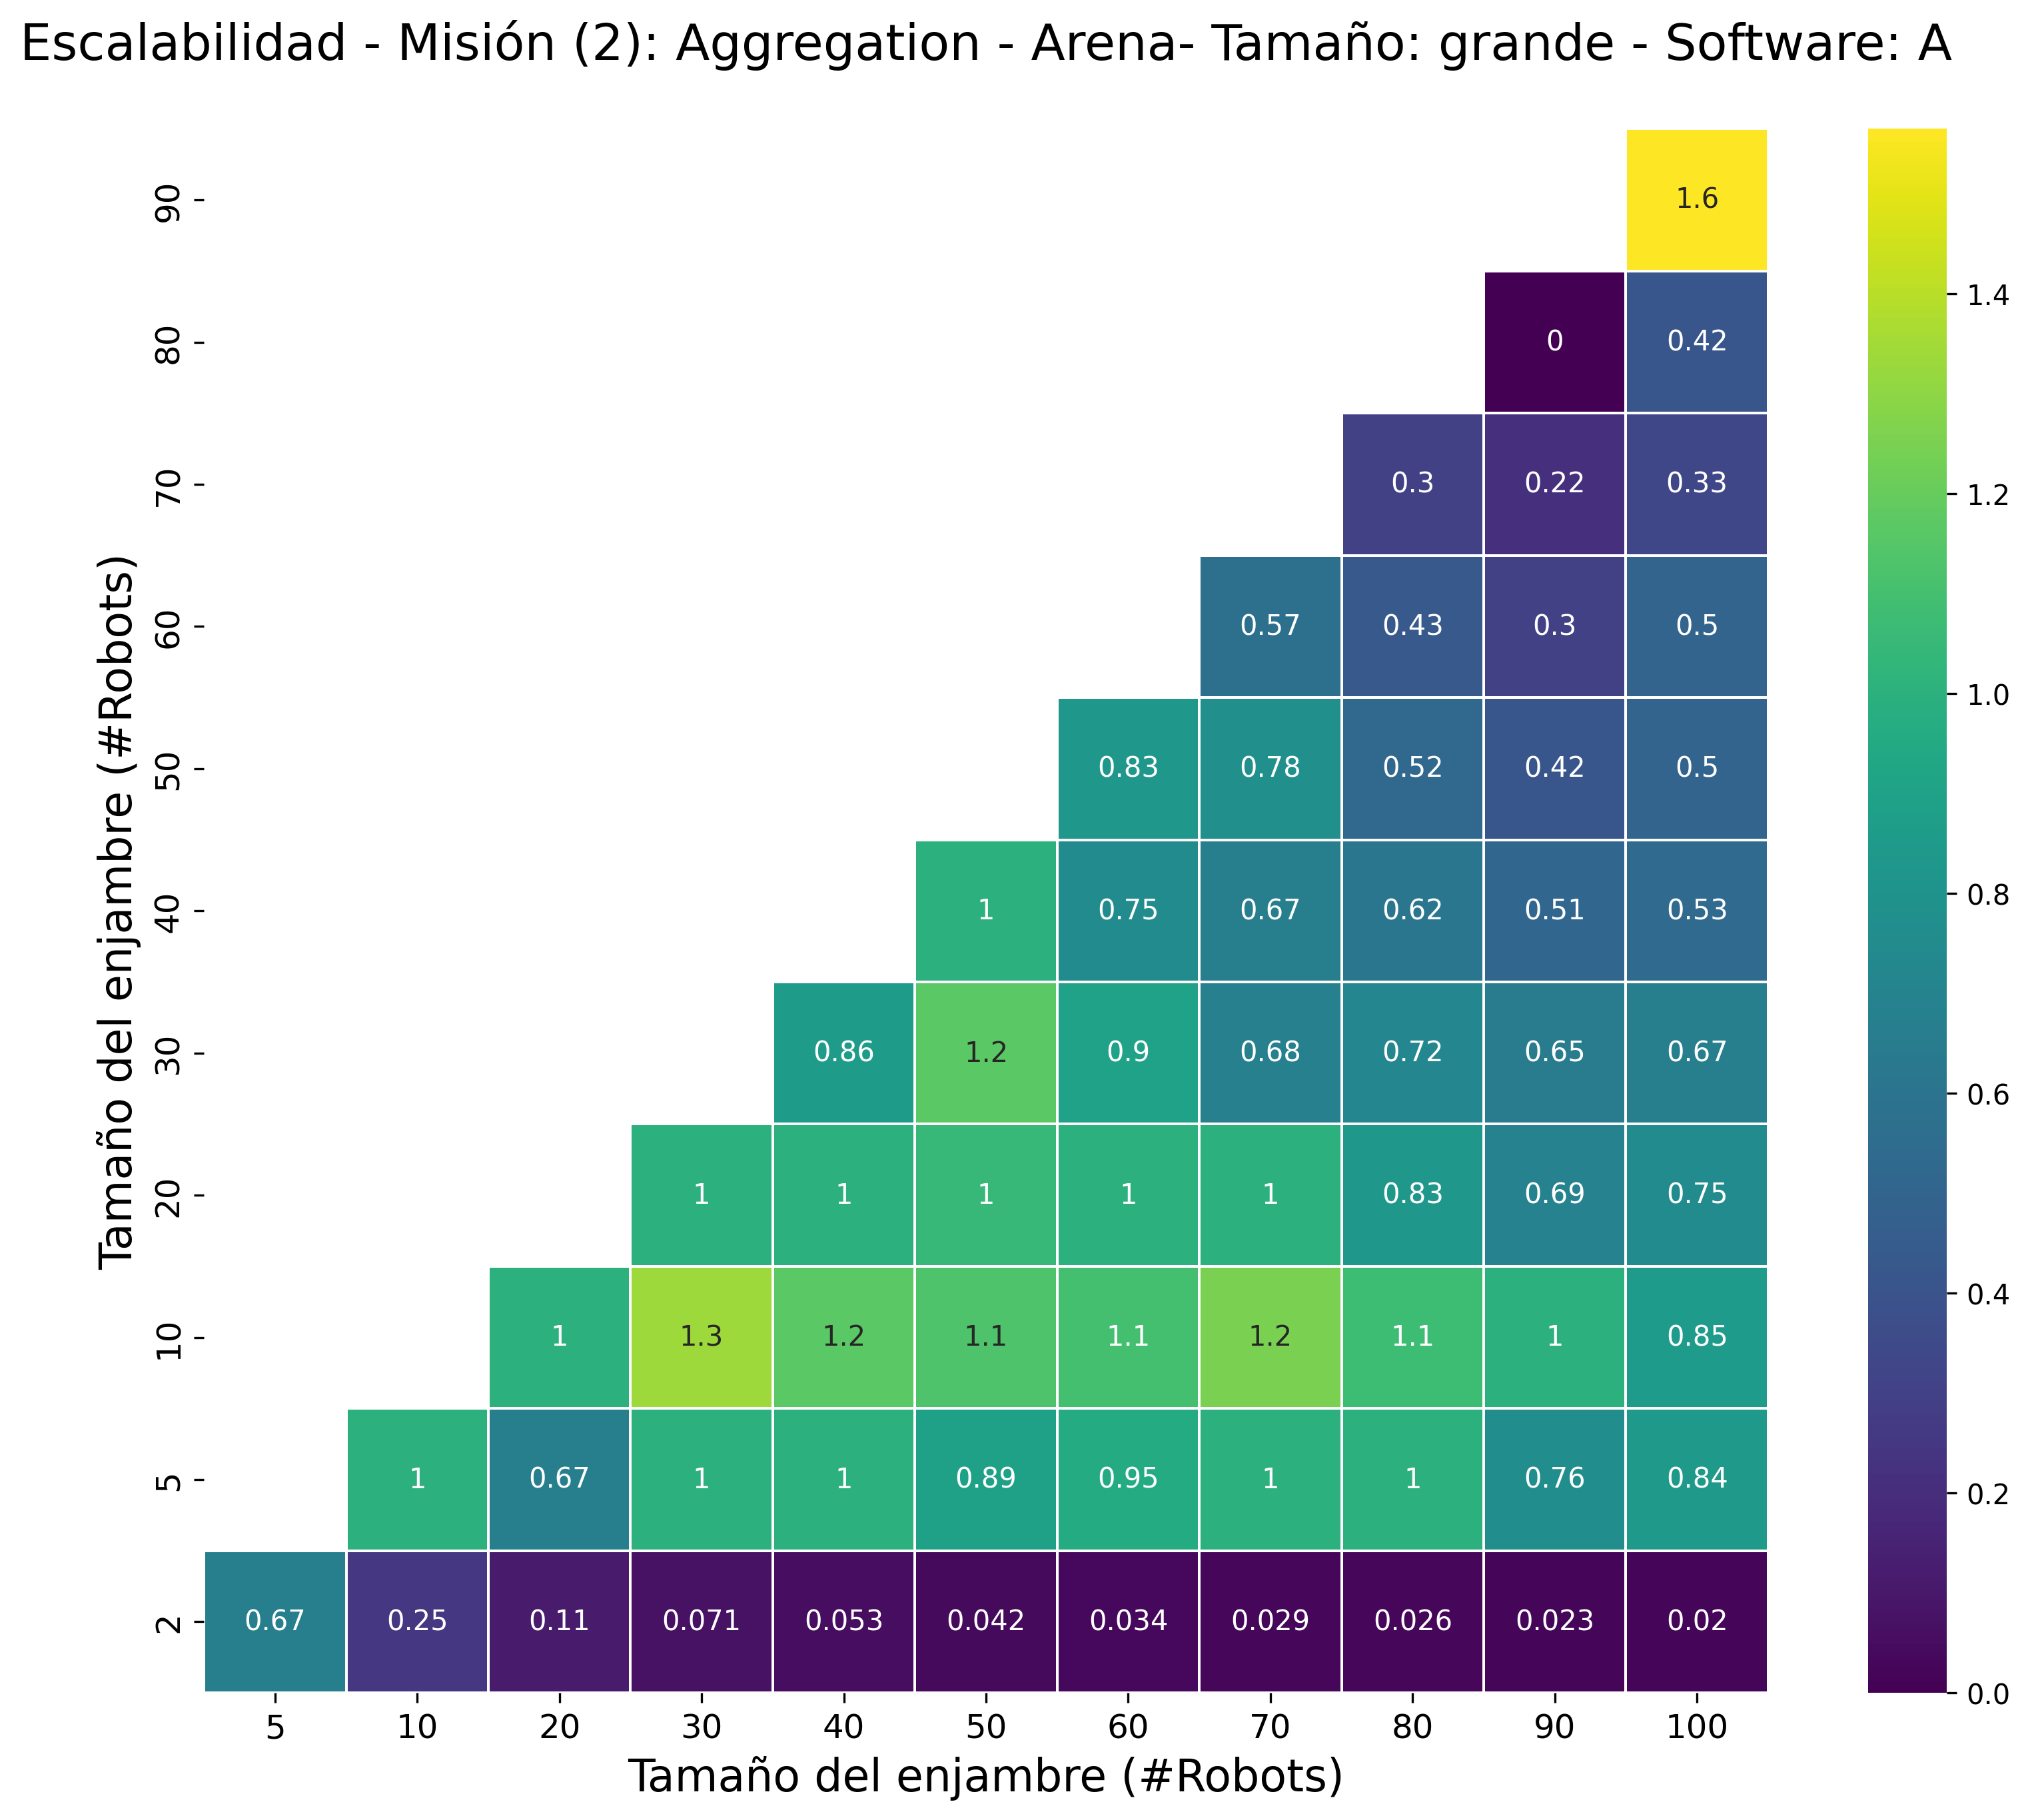 Escalabilidad - Misión (2): Aggregation - Arena- Tamaño: grande - Software: A
90 1.6
80 0 0.42 1.4
70 0.3 0.22 0.33 1.2
60 0.57 0.43 0.3 0.5 1.0
50 0.83 0.78 0.52 0.42 0.5
40 1 0.75 0.67 0.62 0.51 0.53 0.8
30 0.86 1.2 0.9 0.68 0.72 0.65 0.67 0.6
20 1 1 1 1 1 0.83 0.69 0.75
10 1 1.3 1.2 1.1 1.1 1.2 1.1 1 0.85 0.4
5 1 0.67 1 1 0.89 0.95 1 1 0.76 0.84 0.2
2 0.67 0.25 0.11 0.071 0.053 0.042 0.034 0.029 0.026 0.023 0.02 0.0
5 10 20 30 40 50 60 70 80 90 100
Tamaño del enjambre (#Robots)
Tamaño del enjambre (#Robots)